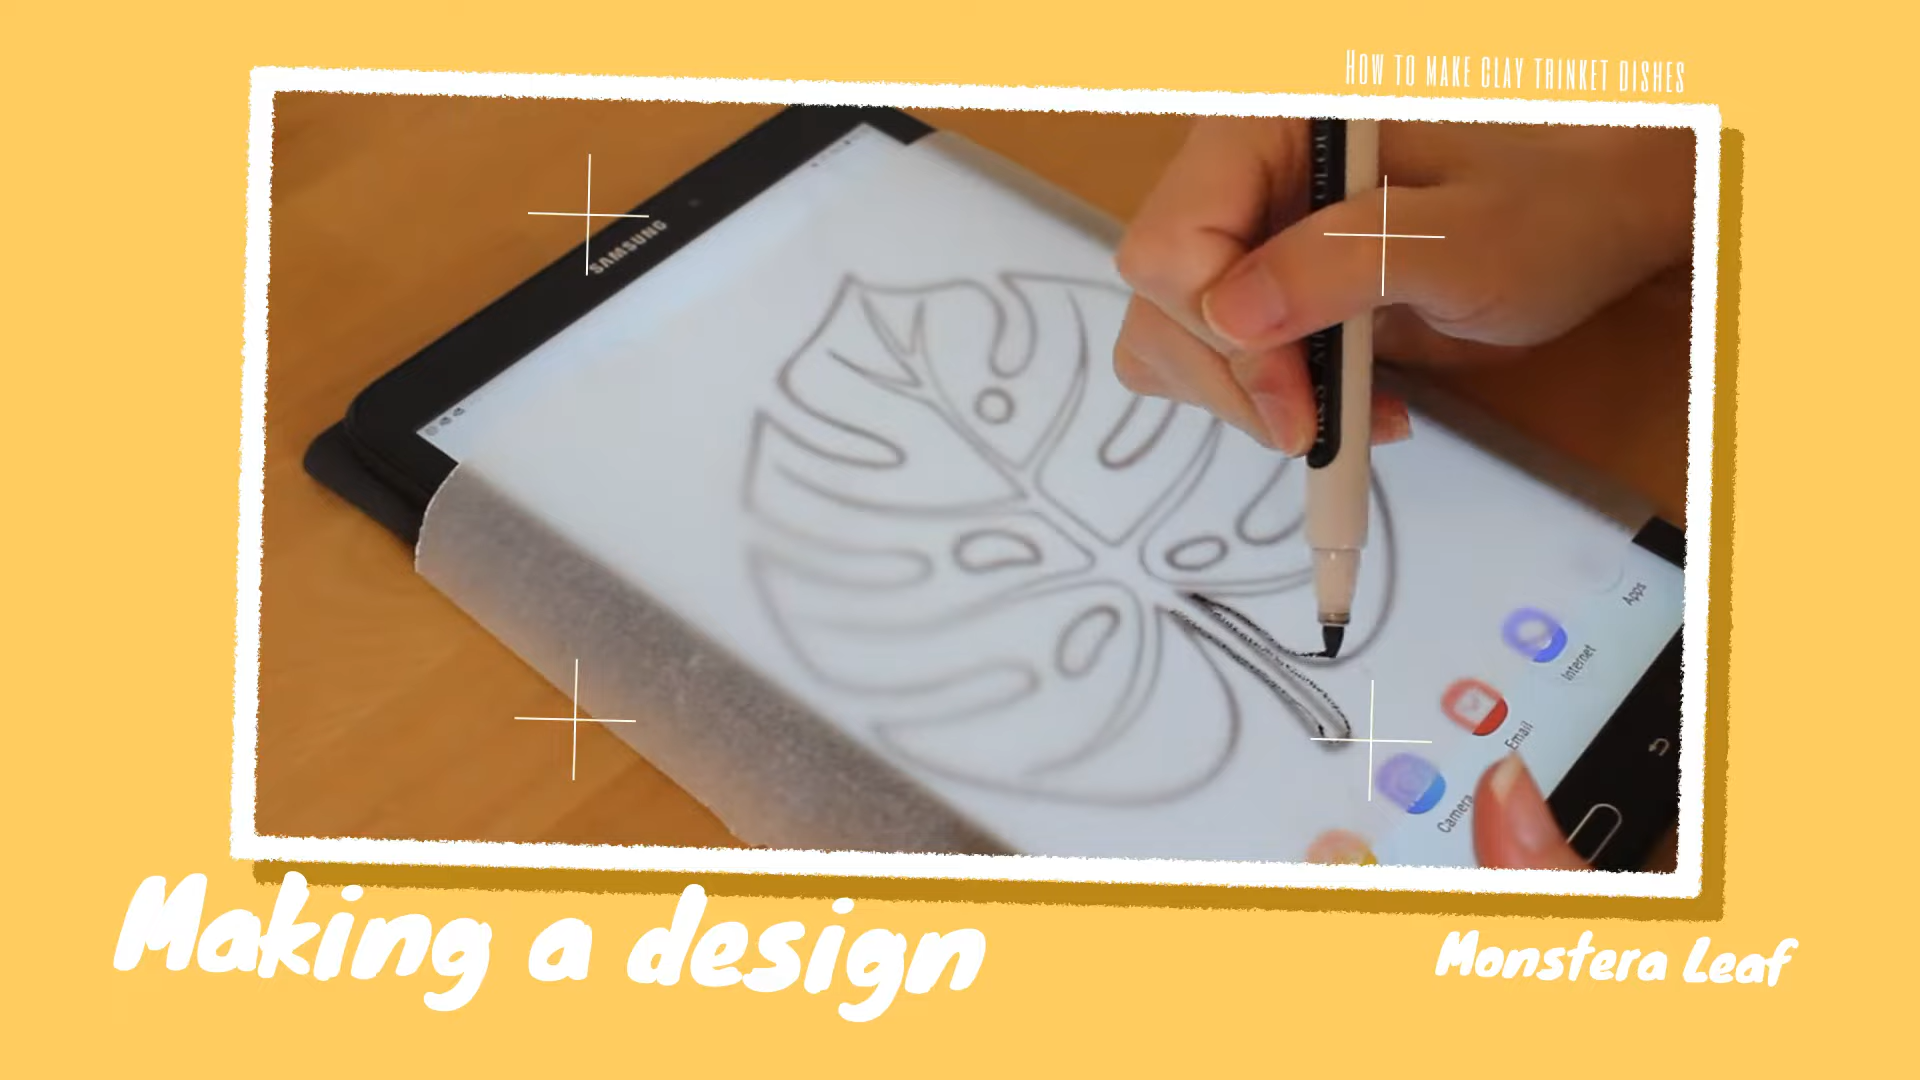 How to make clay trinket dishes
SAMSUNG
Apps
Internet
Email
Camera
Making a design
Monstera Leaf